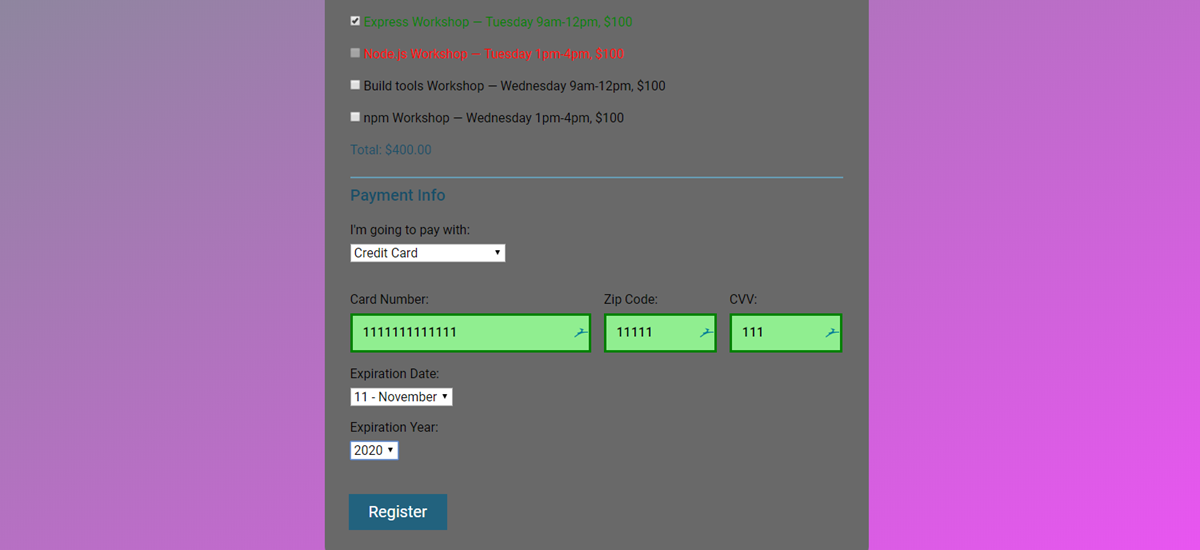 Express Workshop — Tuesday 9am-12pm, $100
Node.js Workshop — Tuesday 1pm-4pm, $100
Build tools Workshop — Wednesday 9am-12pm, $100
npm Workshop — Wednesday 1pm-4pm, $100
Total: $400.00
Payment Info
I'm going to pay with:
Credit Card
Card Number: Zip Code: CVV:
1111111111111 11111 111
Expiration Date:
11 - November
Expiration Year:
2020
Register